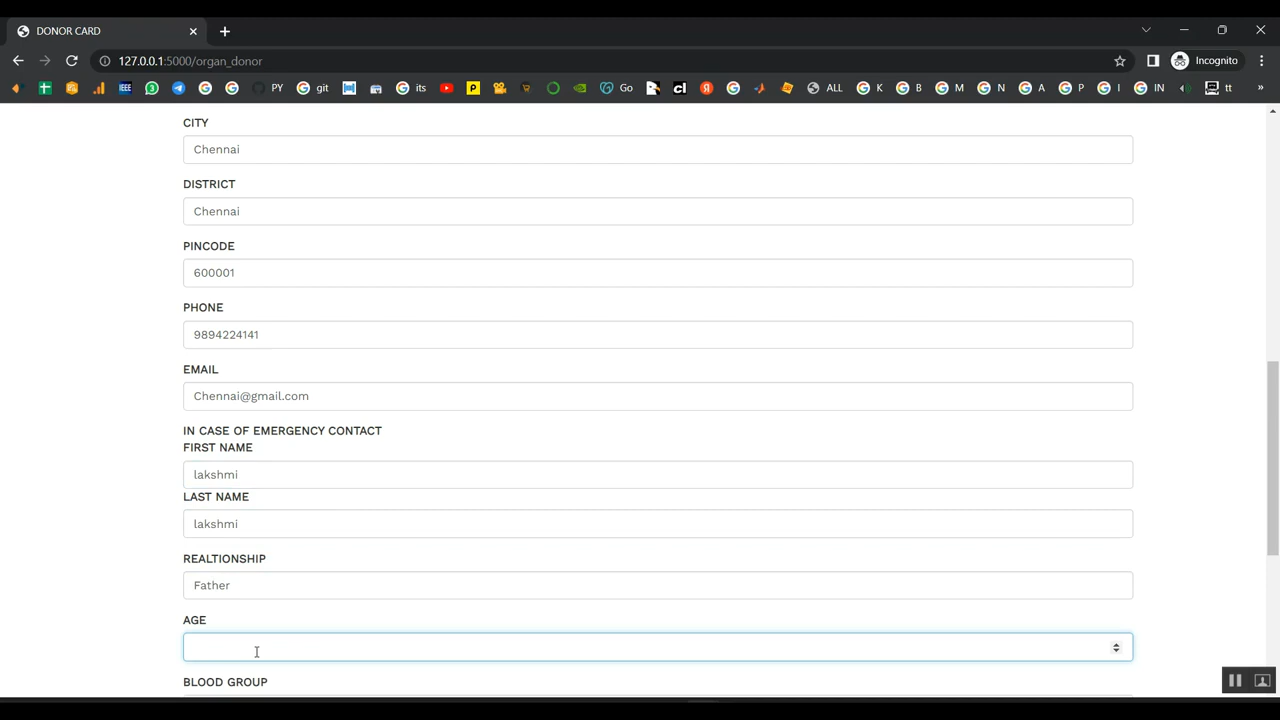 DONOR CARD
127.0.0.1:5000/organ_donor
Incognito
PY
git
its
Go
ALL
K
B
M
N
A
P
I
IN
tt
CITY
Chennai
DISTRICT
Chennai
PINCODE
600001
PHONE
9894224141
EMAIL
Chennai@gmail.com
IN CASE OF EMERGENCY CONTACT
FIRST NAME
lakshmi
LAST NAME
lakshmi
REALTIONSHIP
Father
AGE
BLOOD GROUP